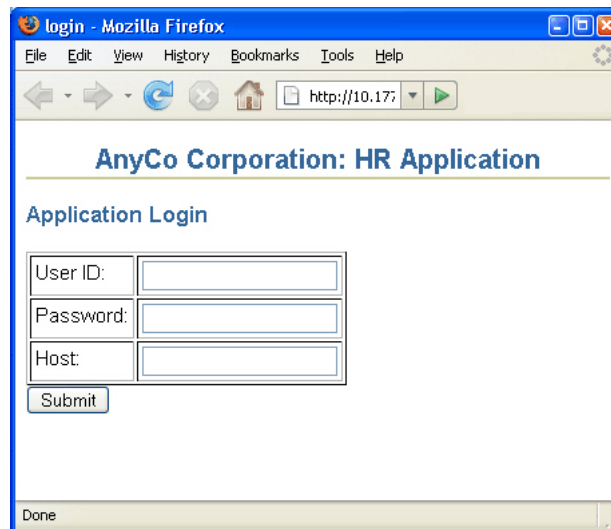 login - Mozilla Firefox
File Edit View History Bookmarks Tools Help
http://10.177
AnyCo Corporation: HR Application
Application Login
User ID:
Password:
Host:
Submit
Done